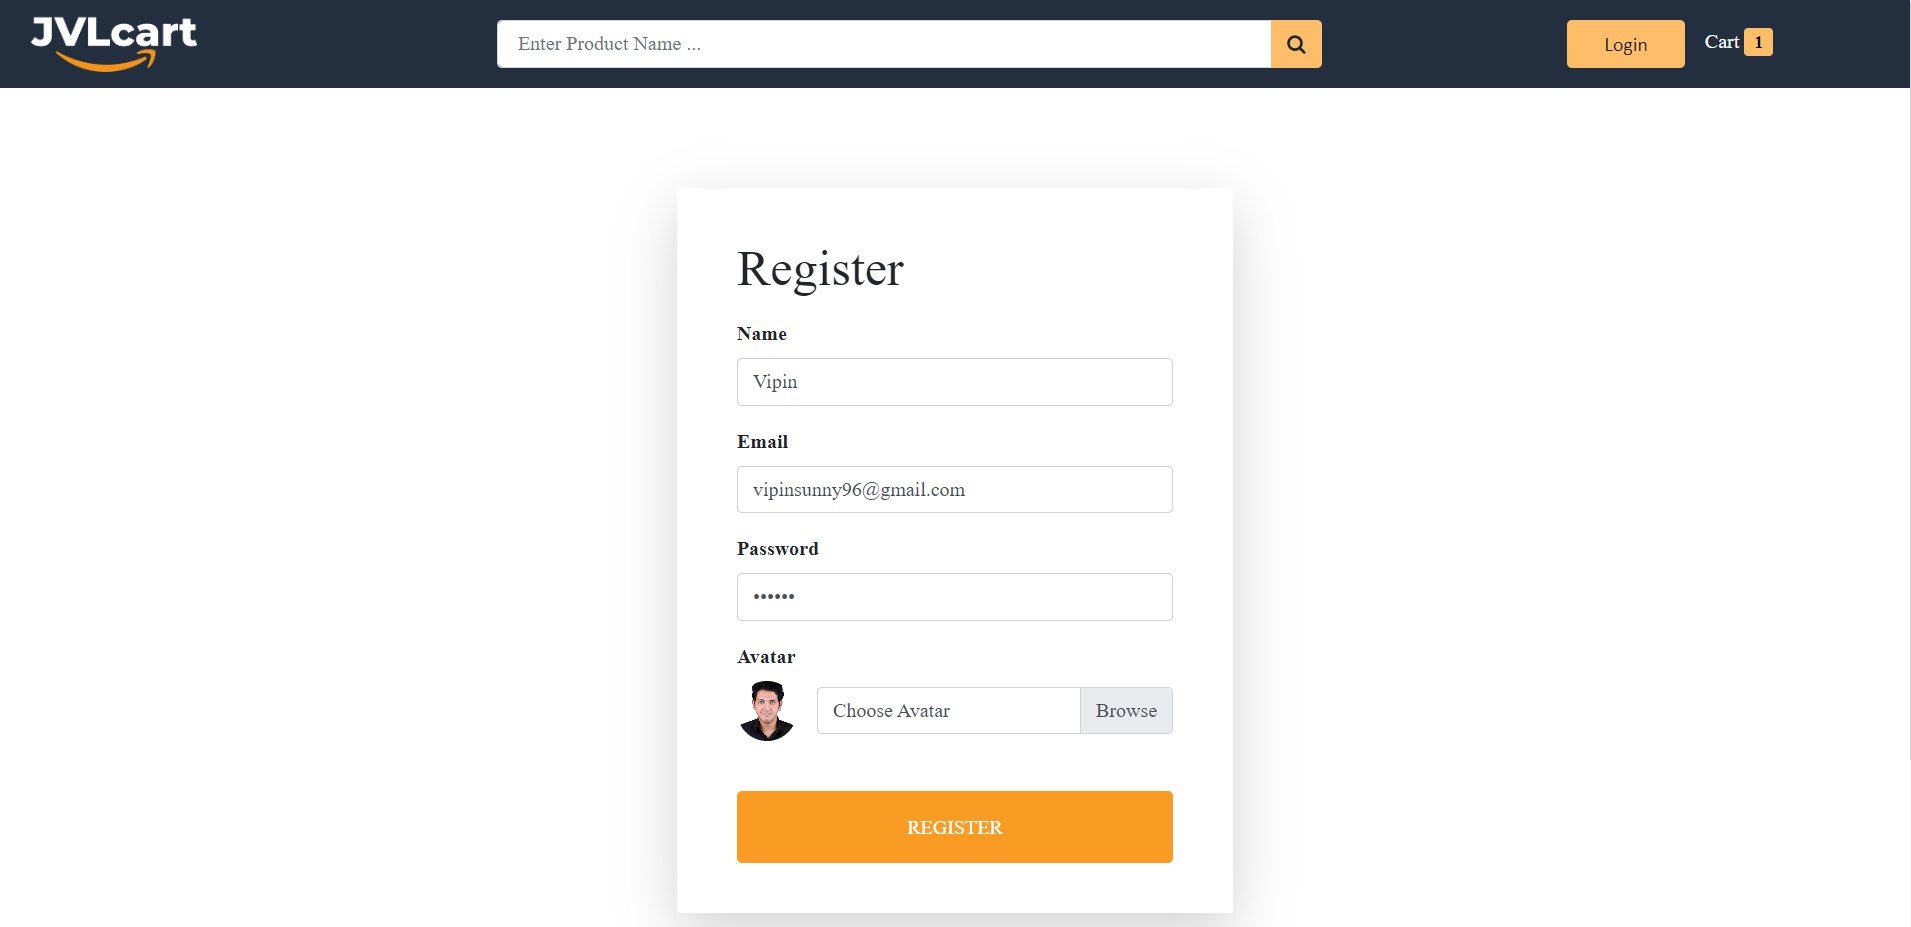 JVLcart
Enter Product Name ...
Login
Cart 1
Register
Name
Vipin
Email
vipinsunny96@gmail.com
Password
••••••
Avatar
Choose Avatar Browse
REGISTER